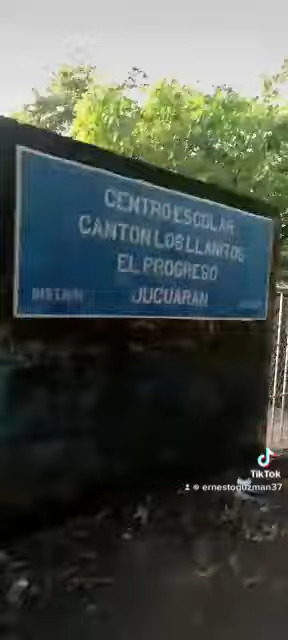 CENTRO ESCOLAR
CANTON LOS LLANITOS
EL PROGRESO
JUCUARAN
TikTok
@ ernestoguzman37